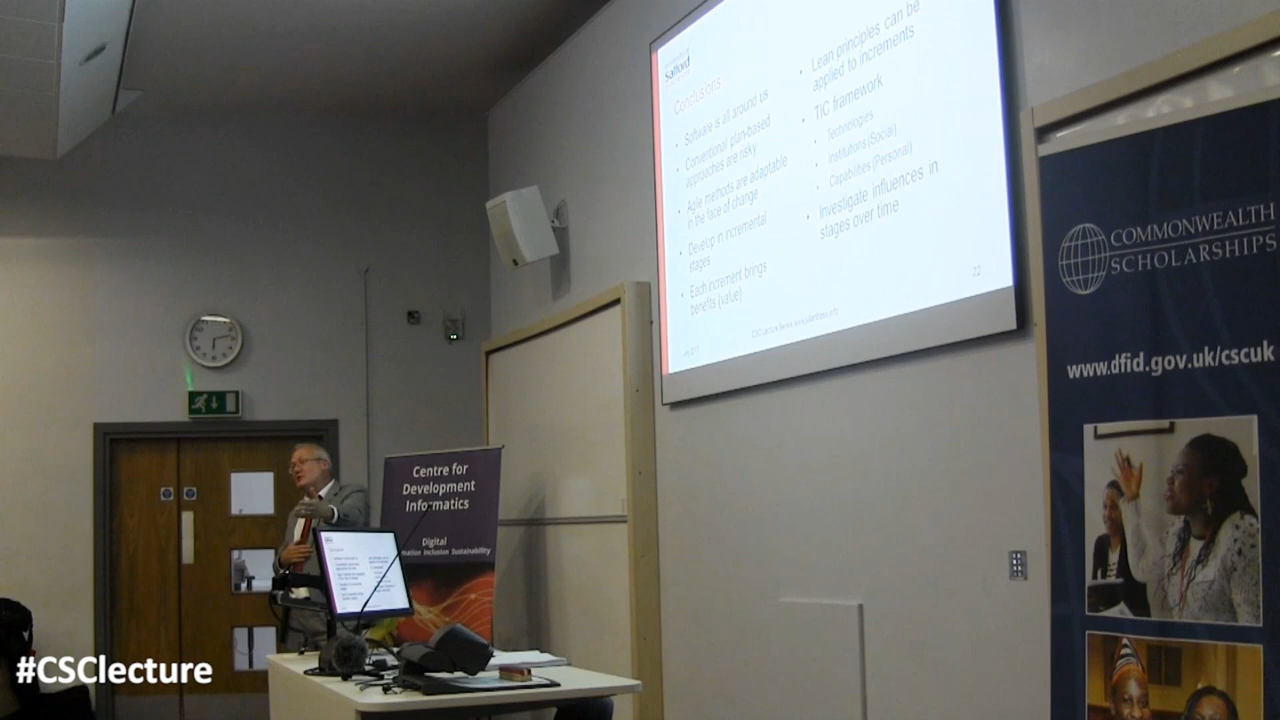 Salford
Conclusions
• Software is all around us
• Conventional plan-based
approaches are risky
• Agile methods are adaptable
in the face of change
• Develop in incremental
stages
• Each increment brings
benefits (value)
• Lean principles can be
applied to increments
• TIC framework
• Technologies
• Institutions (Social)
• Capabilities (Personal)
• Investigate influences in
stages over time
22
CSC Lecture Series
COMMONWEALTH
SCHOLARSHIPS
www.dfid.gov.uk/cscuk
Centre for
Development
Informatics
Digital
Inclusion Sustainability
#CSClecture